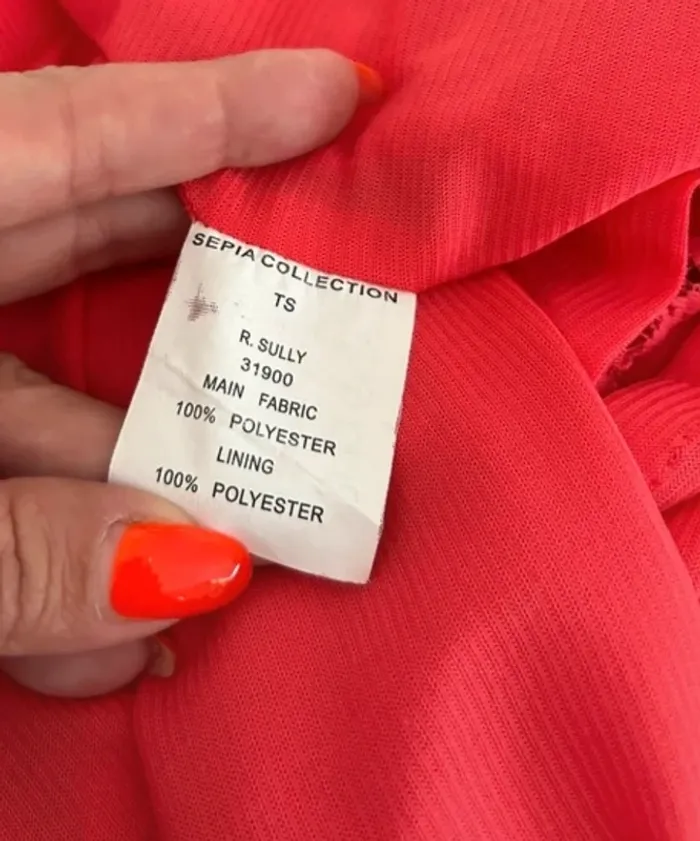 SEPIA COLLECTION
TS
R. SULLY
31900
MAIN FABRIC
100% POLYESTER
LINING
100% POLYESTER